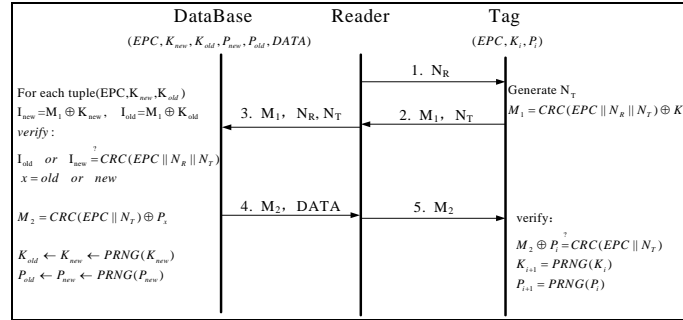 DataBase Reader Tag
(EPC, K_new, K_old, P_new, P_old, DATA) (EPC, K_i, P_i)
1. N_R
For each tuple(EPC,K_new,K_old)
I_new=M_1 ⊕ K_new, I_old=M_1 ⊕ K_old
verify:
I_old or I_new ?= CRC(EPC || N_R || N_T)
x = old or new
3. M_1, N_R, N_T
2. M_1, N_T
Generate N_T
M_1 = CRC(EPC || N_R || N_T) ⊕ K
M_2 = CRC(EPC || N_T) ⊕ P_x
K_old ← K_new ← PRNG(K_new)
P_old ← P_new ← PRNG(P_new)
4. M_2, DATA
5. M_2
verify:
M_2 ⊕ P_i ?= CRC(EPC || N_T)
K_{i+1} = PRNG(K_i)
P_{i+1} = PRNG(P_i)